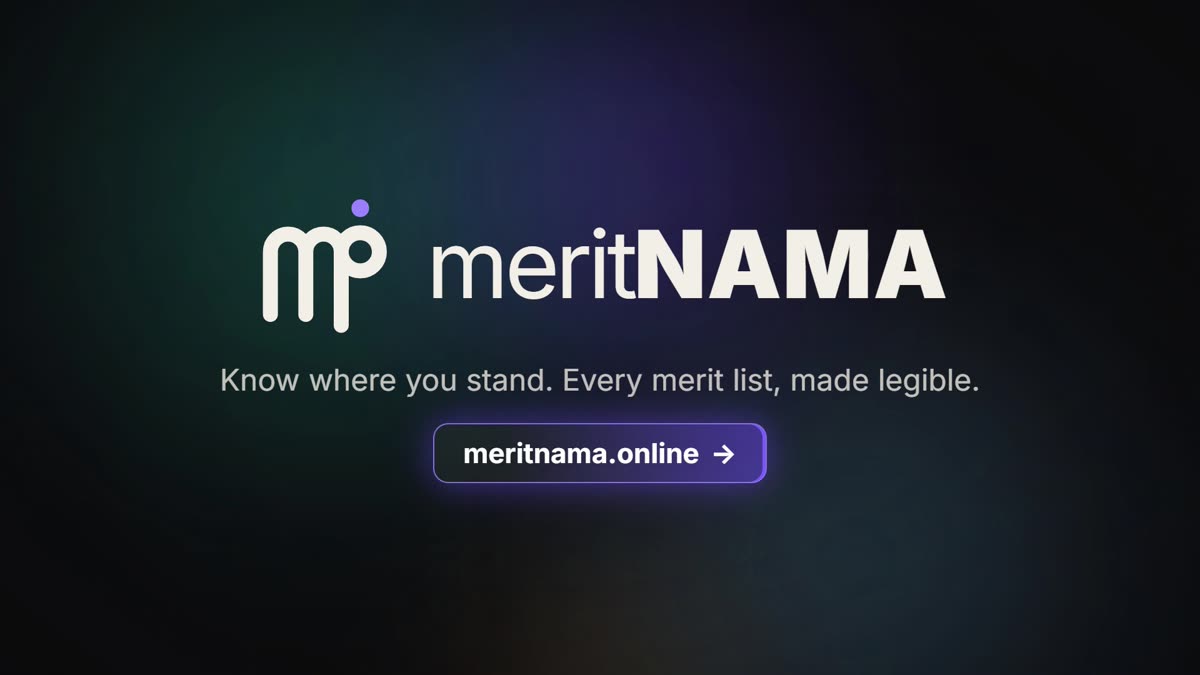 meritNAMA
Know where you stand. Every merit list, made legible.
meritnama.online →